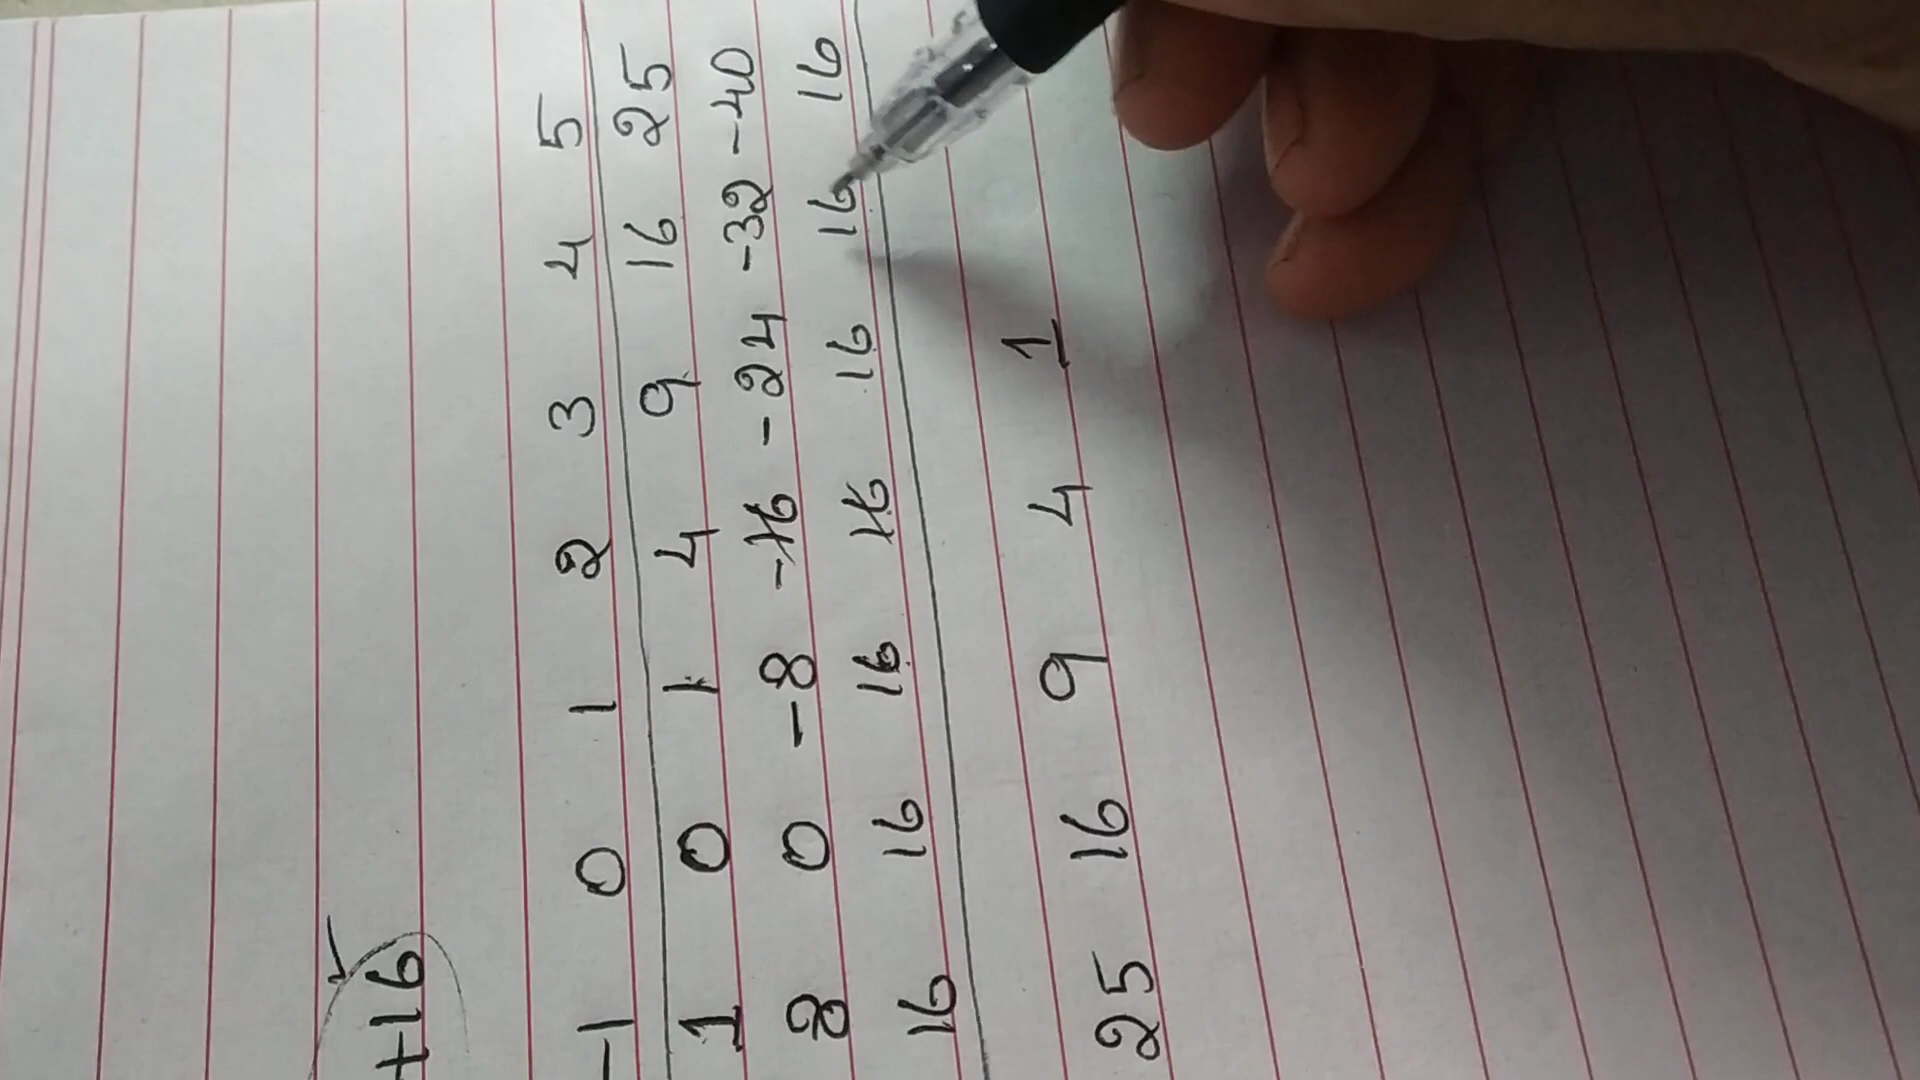 +16
-1 0 1 2 3 4 5
1 0 1 4 9 16 25
8 0 -8 -16 -24 -32 -40
16 16 16 16 16 16 16
25 16 9 4 1